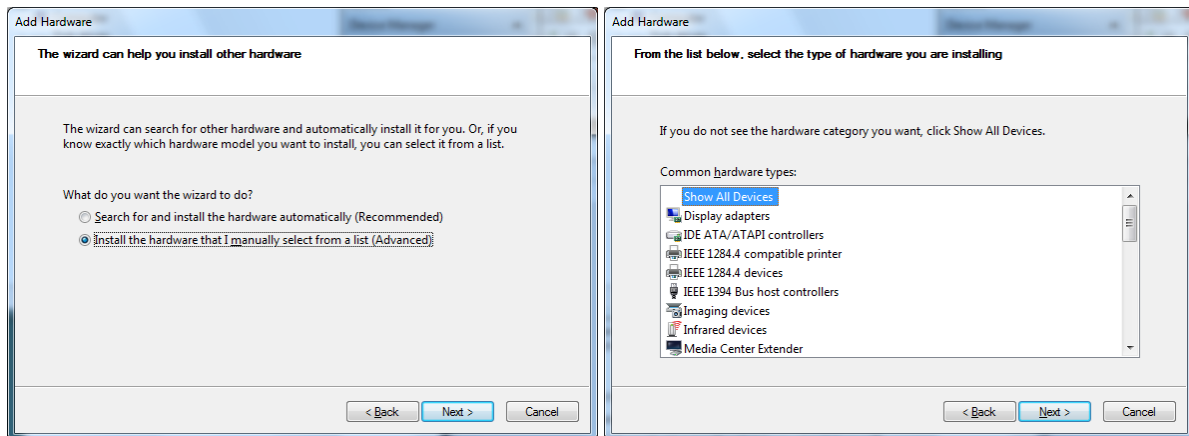 Add Hardware
The wizard can help you install other hardware
The wizard can search for other hardware and automatically install it for you. Or, if you
know exactly which hardware model you want to install, you can select it from a list.
What do you want the wizard to do?
Search for and install the hardware automatically (Recommended)
Install the hardware that I manually select from a list (Advanced)
< Back
Next >
Cancel
Add Hardware
From the list below, select the type of hardware you are installing
If you do not see the hardware category you want, click Show All Devices.
Common hardware types:
Show All Devices
Display adapters
IDE ATA/ATAPI controllers
IEEE 1284.4 compatible printer
IEEE 1284.4 devices
IEEE 1394 Bus host controllers
Imaging devices
Infrared devices
Media Center Extender
< Back
Next >
Cancel